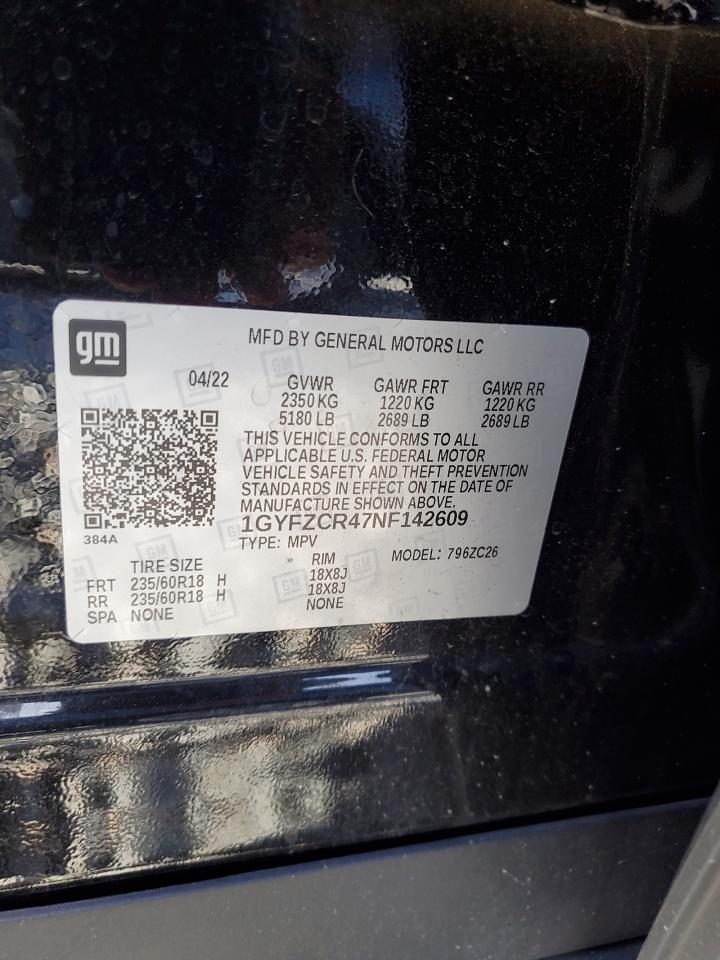 gm
MFD BY GENERAL MOTORS LLC
04/22
GVWR GAWR FRT GAWR RR
2350 KG 1220 KG 1220 KG
5180 LB 2689 LB 2689 LB
THIS VEHICLE CONFORMS TO ALL
APPLICABLE U.S. FEDERAL MOTOR
VEHICLE SAFETY AND THEFT PREVENTION
STANDARDS IN EFFECT ON THE DATE OF
MANUFACTURE SHOWN ABOVE.
1GYFZCR47NF142609
384A
TYPE: MPV MODEL: 796ZC26
TIRE SIZE RIM
FRT 235/60R18 H 18X8J
RR 235/60R18 H 18X8J
SPA NONE NONE